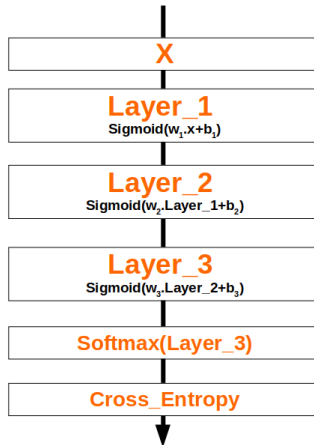 X
Layer_1
Sigmoid(w₁.x+b₁)
Layer_2
Sigmoid(w₂.Layer_1+b₂)
Layer_3
Sigmoid(w₃.Layer_2+b₃)
Softmax(Layer_3)
Cross_Entropy